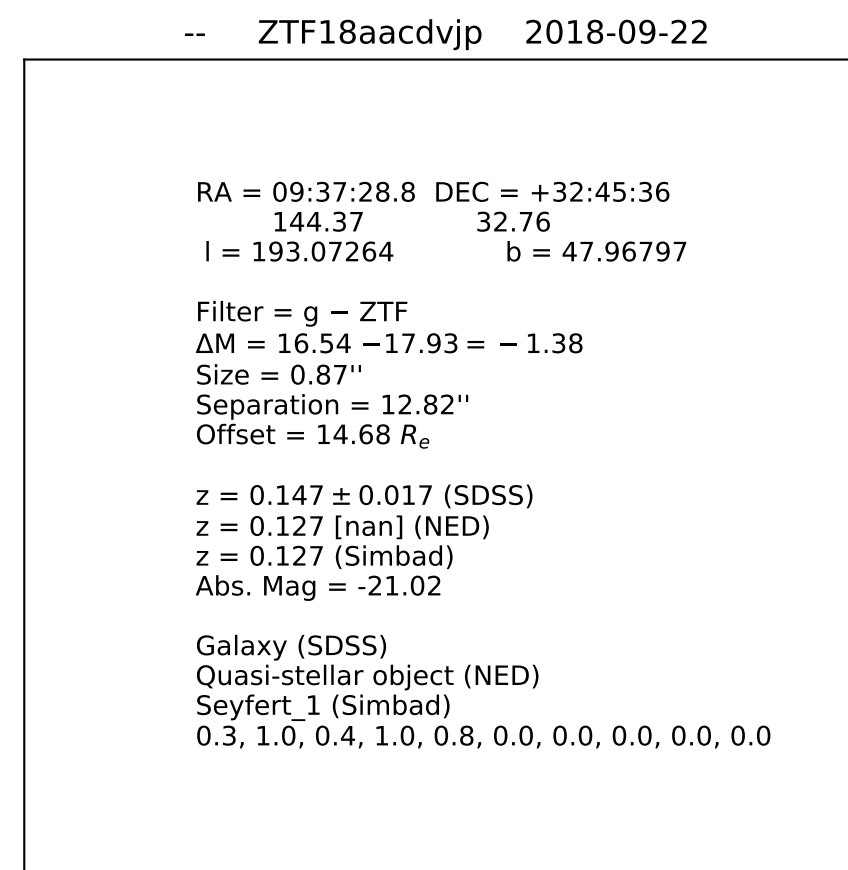 -- ZTF18aacdvjp 2018-09-22
RA = 09:37:28.8 DEC = +32:45:36
144.37 32.76
l = 193.07264 b = 47.96797
Filter = g − ZTF
ΔM = 16.54 −17.93 = − 1.38
Size = 0.87''
Separation = 12.82''
Offset = 14.68 Re
z = 0.147 ± 0.017 (SDSS)
z = 0.127 [nan] (NED)
z = 0.127 (Simbad)
Abs. Mag = -21.02
Galaxy (SDSS)
Quasi-stellar object (NED)
Seyfert_1 (Simbad)
0.3, 1.0, 0.4, 1.0, 0.8, 0.0, 0.0, 0.0, 0.0, 0.0